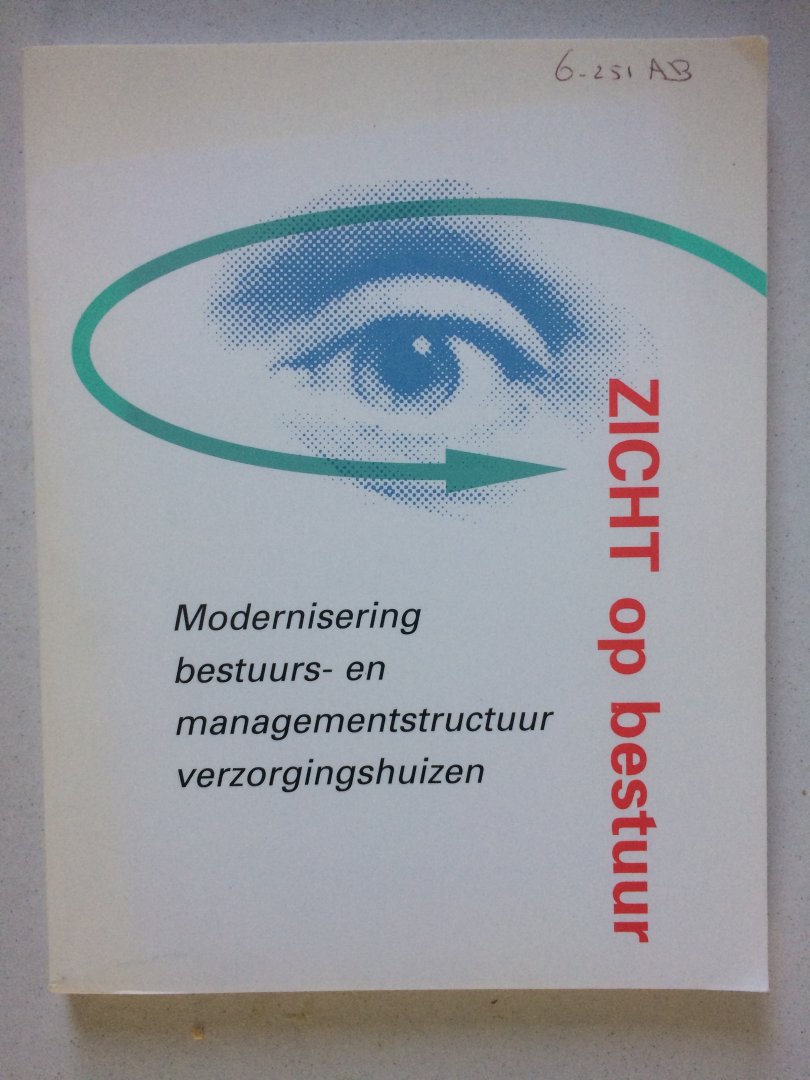 6-251 AB
ZICHT op bestuur
Modernisering
bestuurs- en
managementstructuur
verzorgingshuizen